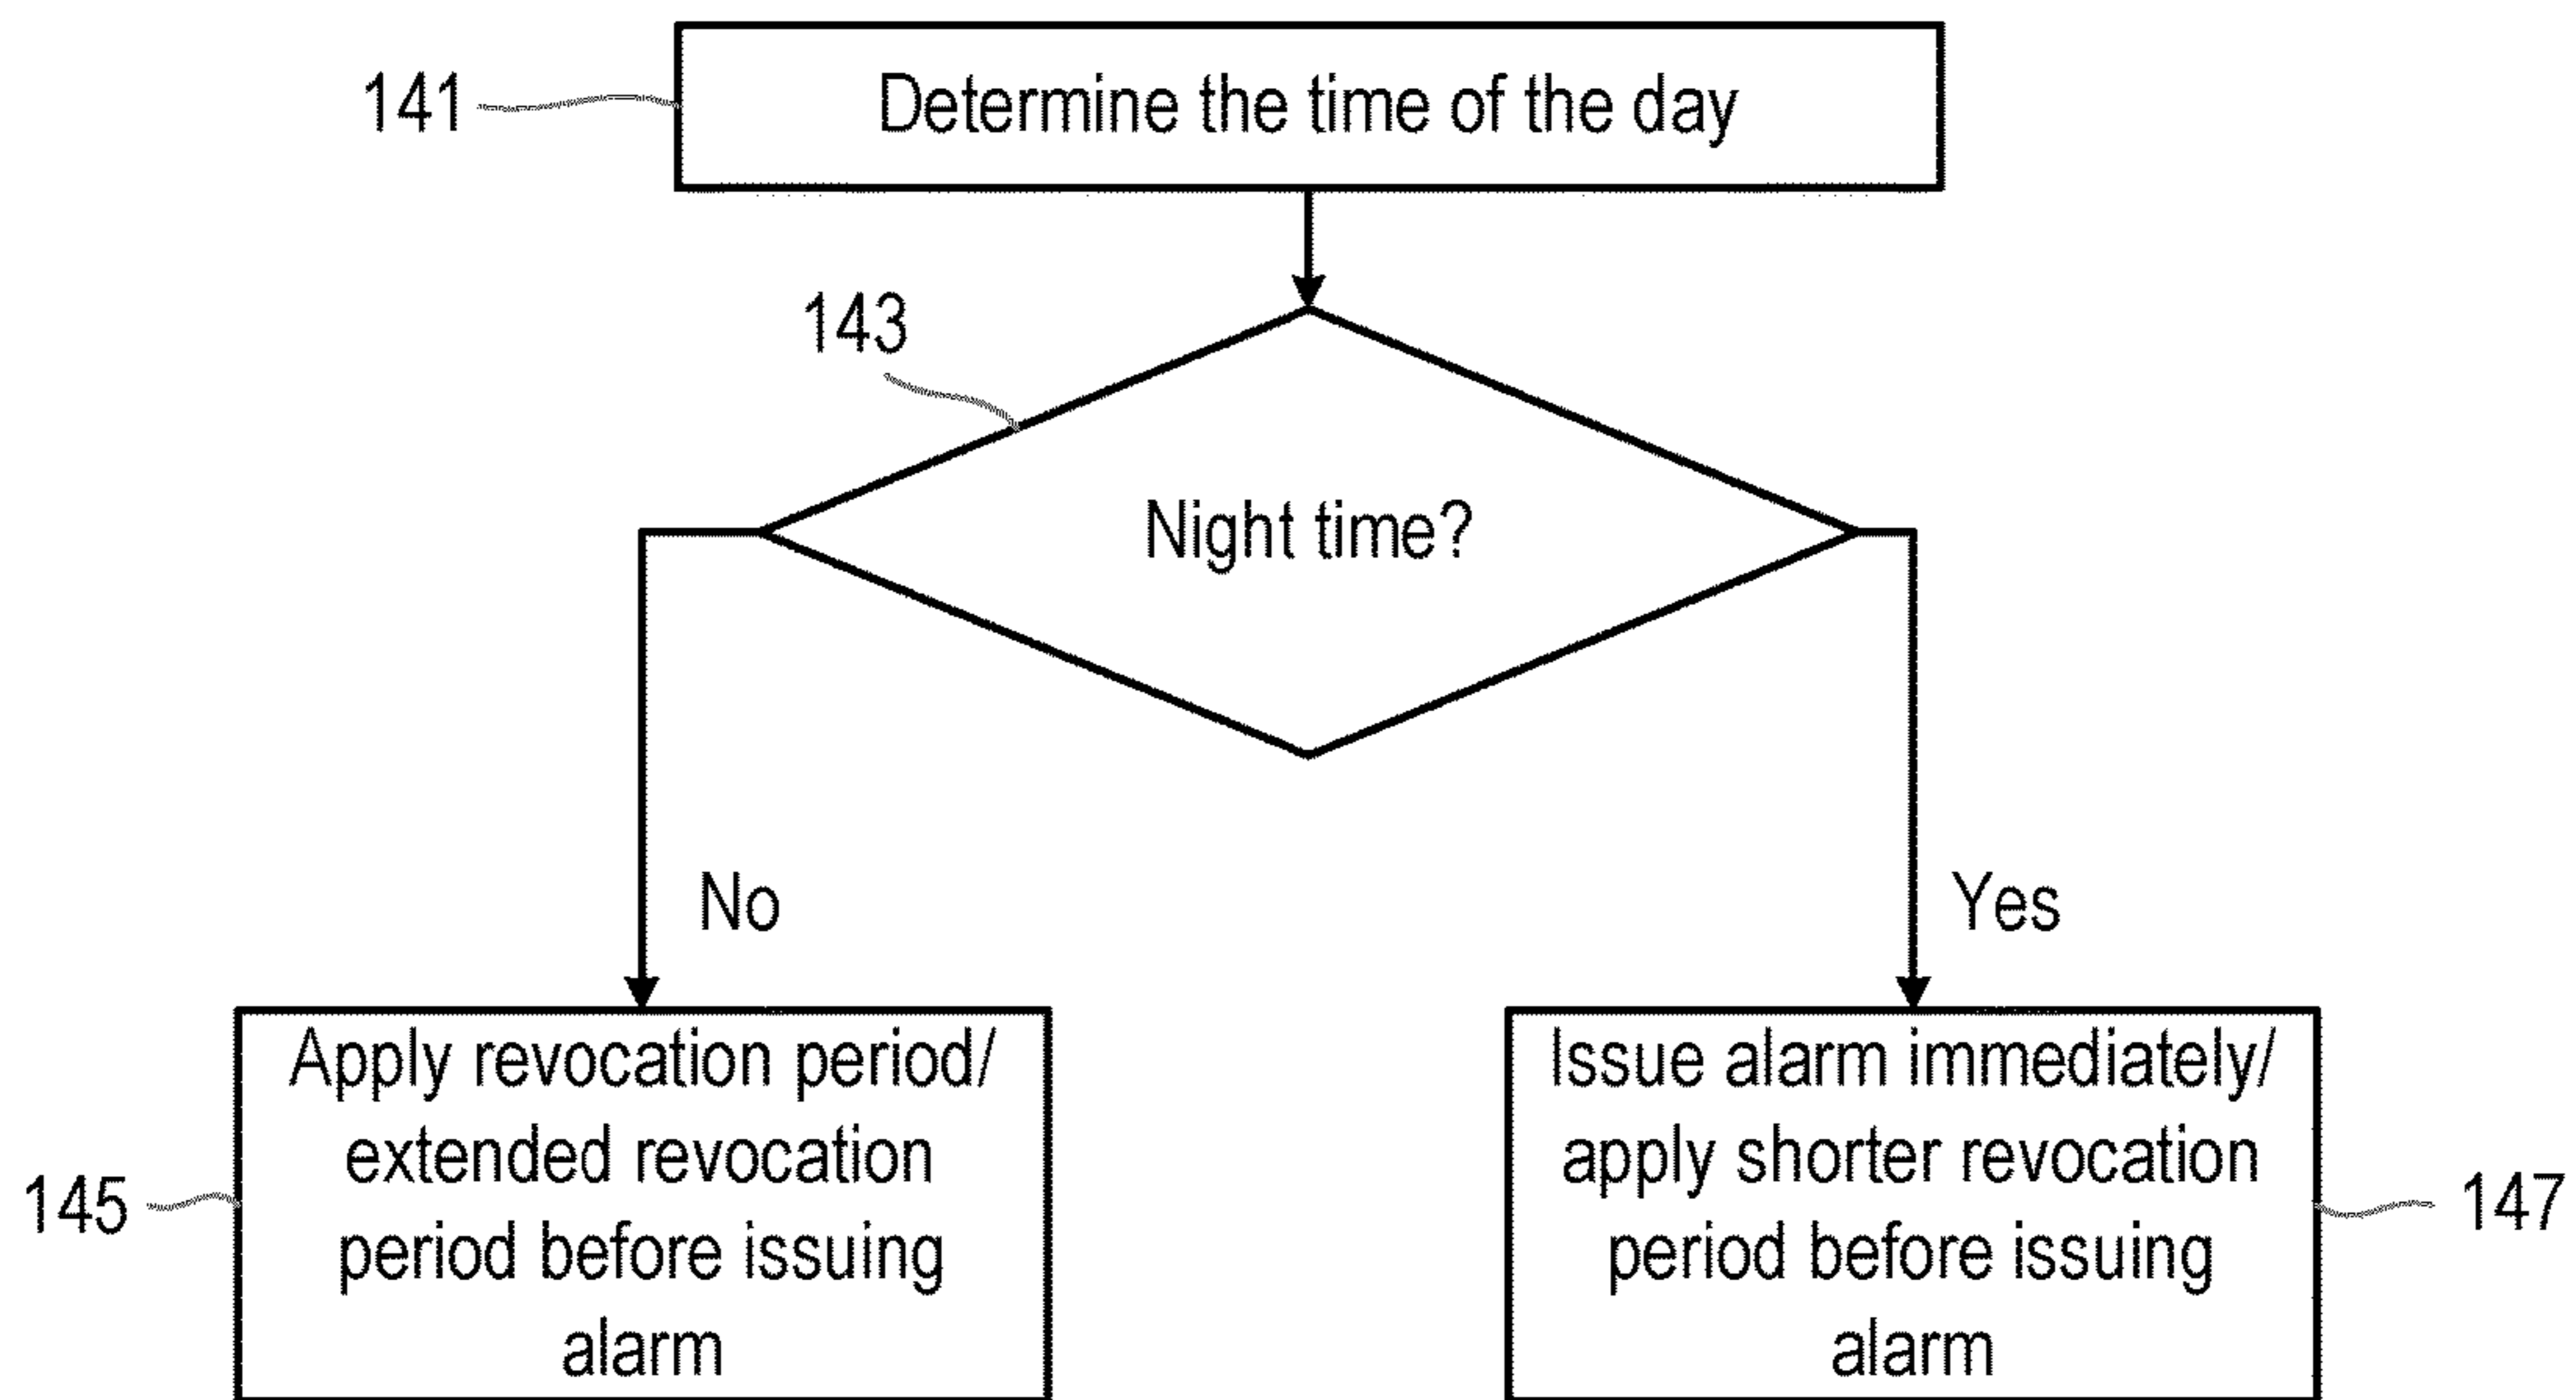 141
Determine the time of the day
143
Night time?
No
Yes
Apply revocation period/
extended revocation
period before issuing
alarm
145
Issue alarm immediately/
apply shorter revocation
period before issuing
alarm
147